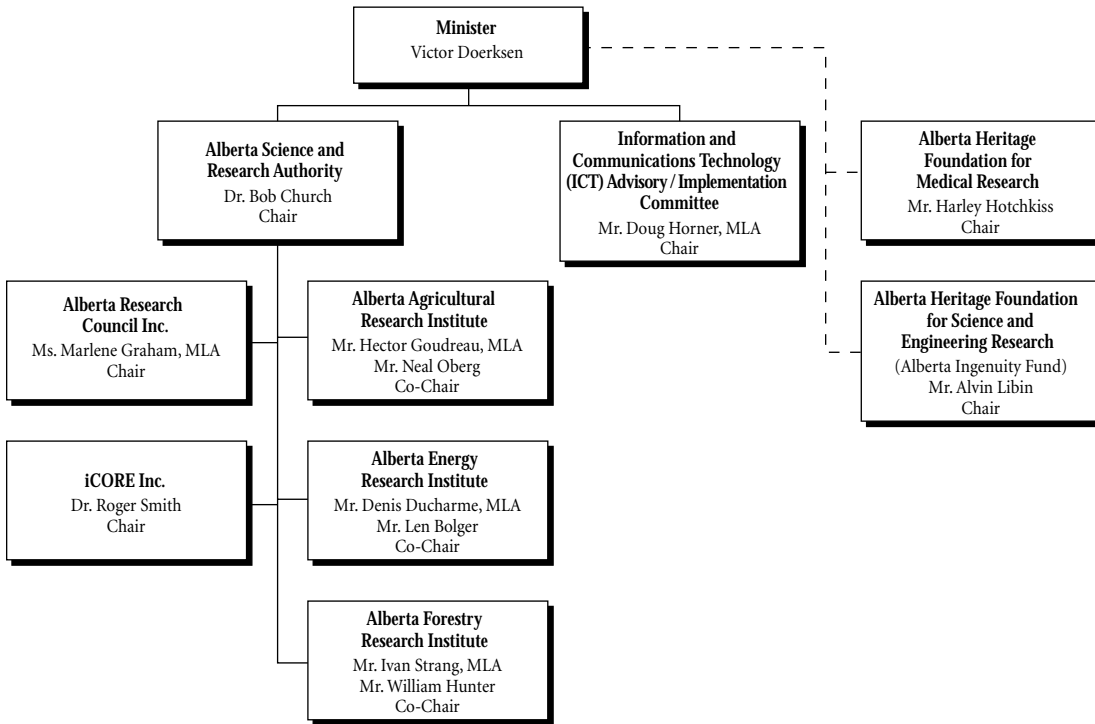 Minister
Victor Doerksen
Alberta Science and
Research Authority
Dr. Bob Church
Chair
Information and
Communications Technology
(ICT) Advisory / Implementation
Committee
Mr. Doug Horner, MLA
Chair
Alberta Heritage
Foundation for
Medical Research
Mr. Harley Hotchkiss
Chair
Alberta Research
Council Inc.
Ms. Marlene Graham, MLA
Chair
Alberta Agricultural
Research Institute
Mr. Hector Goudreau, MLA
Mr. Neal Oberg
Co-Chair
Alberta Heritage Foundation
for Science and
Engineering Research
(Alberta Ingenuity Fund)
Mr. Alvin Libin
Chair
iCORE Inc.
Dr. Roger Smith
Chair
Alberta Energy
Research Institute
Mr. Denis Ducharme, MLA
Mr. Len Bolger
Co-Chair
Alberta Forestry
Research Institute
Mr. Ivan Strang, MLA
Mr. William Hunter
Co-Chair